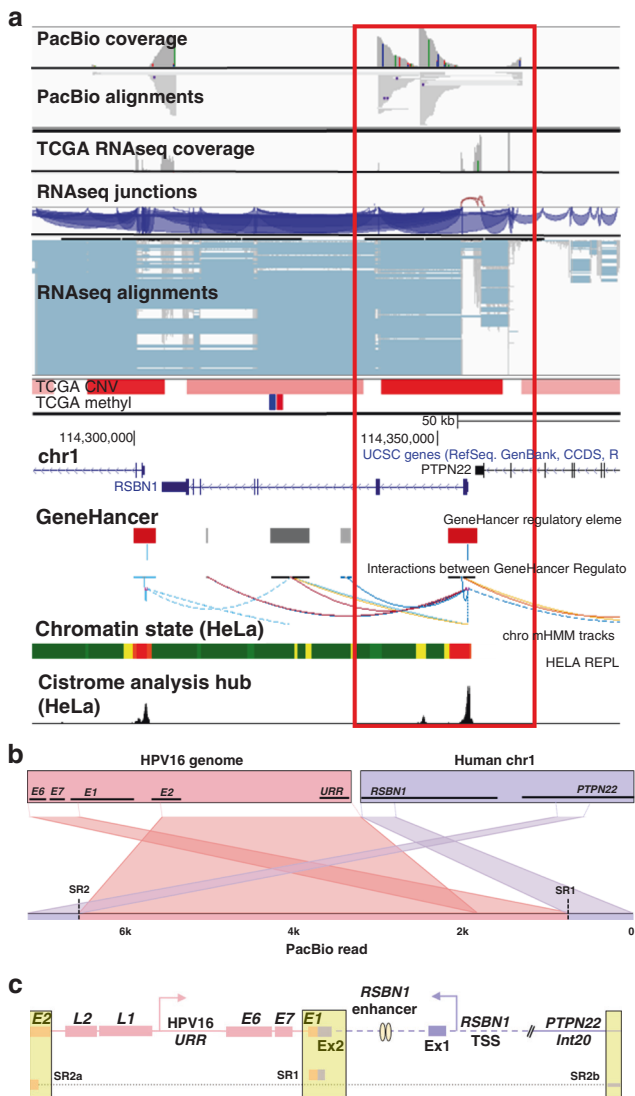 a
PacBio coverage
PacBio alignments
TCGA RNAseq coverage
RNAseq junctions
RNAseq alignments
TCGA CNV
TCGA methyl
50 kb
114,300,000
114,350,000
UCSC genes (RefSeq. GenBank, CCDS, R
chr1
PTPN22
RSBN1
GeneHancer
GeneHancer regulatory eleme
Interactions between GeneHancer Regulato
Chromatin state (HeLa)
chro mHMM tracks
HELA REPL
Cistrome analysis hub
(HeLa)
b
HPV16 genome
Human chr1
E6 E7 E1 E2 URR
RSBN1 PTPN22
SR2
SR1
6k 4k 2k 0
PacBio read
c
E2 L2 L1 HPV16 URR E6 E7 E1 Ex2
RSBN1 enhancer
Ex1
RSBN1 TSS
PTPN22 Int20
SR2a
SR1
SR2b